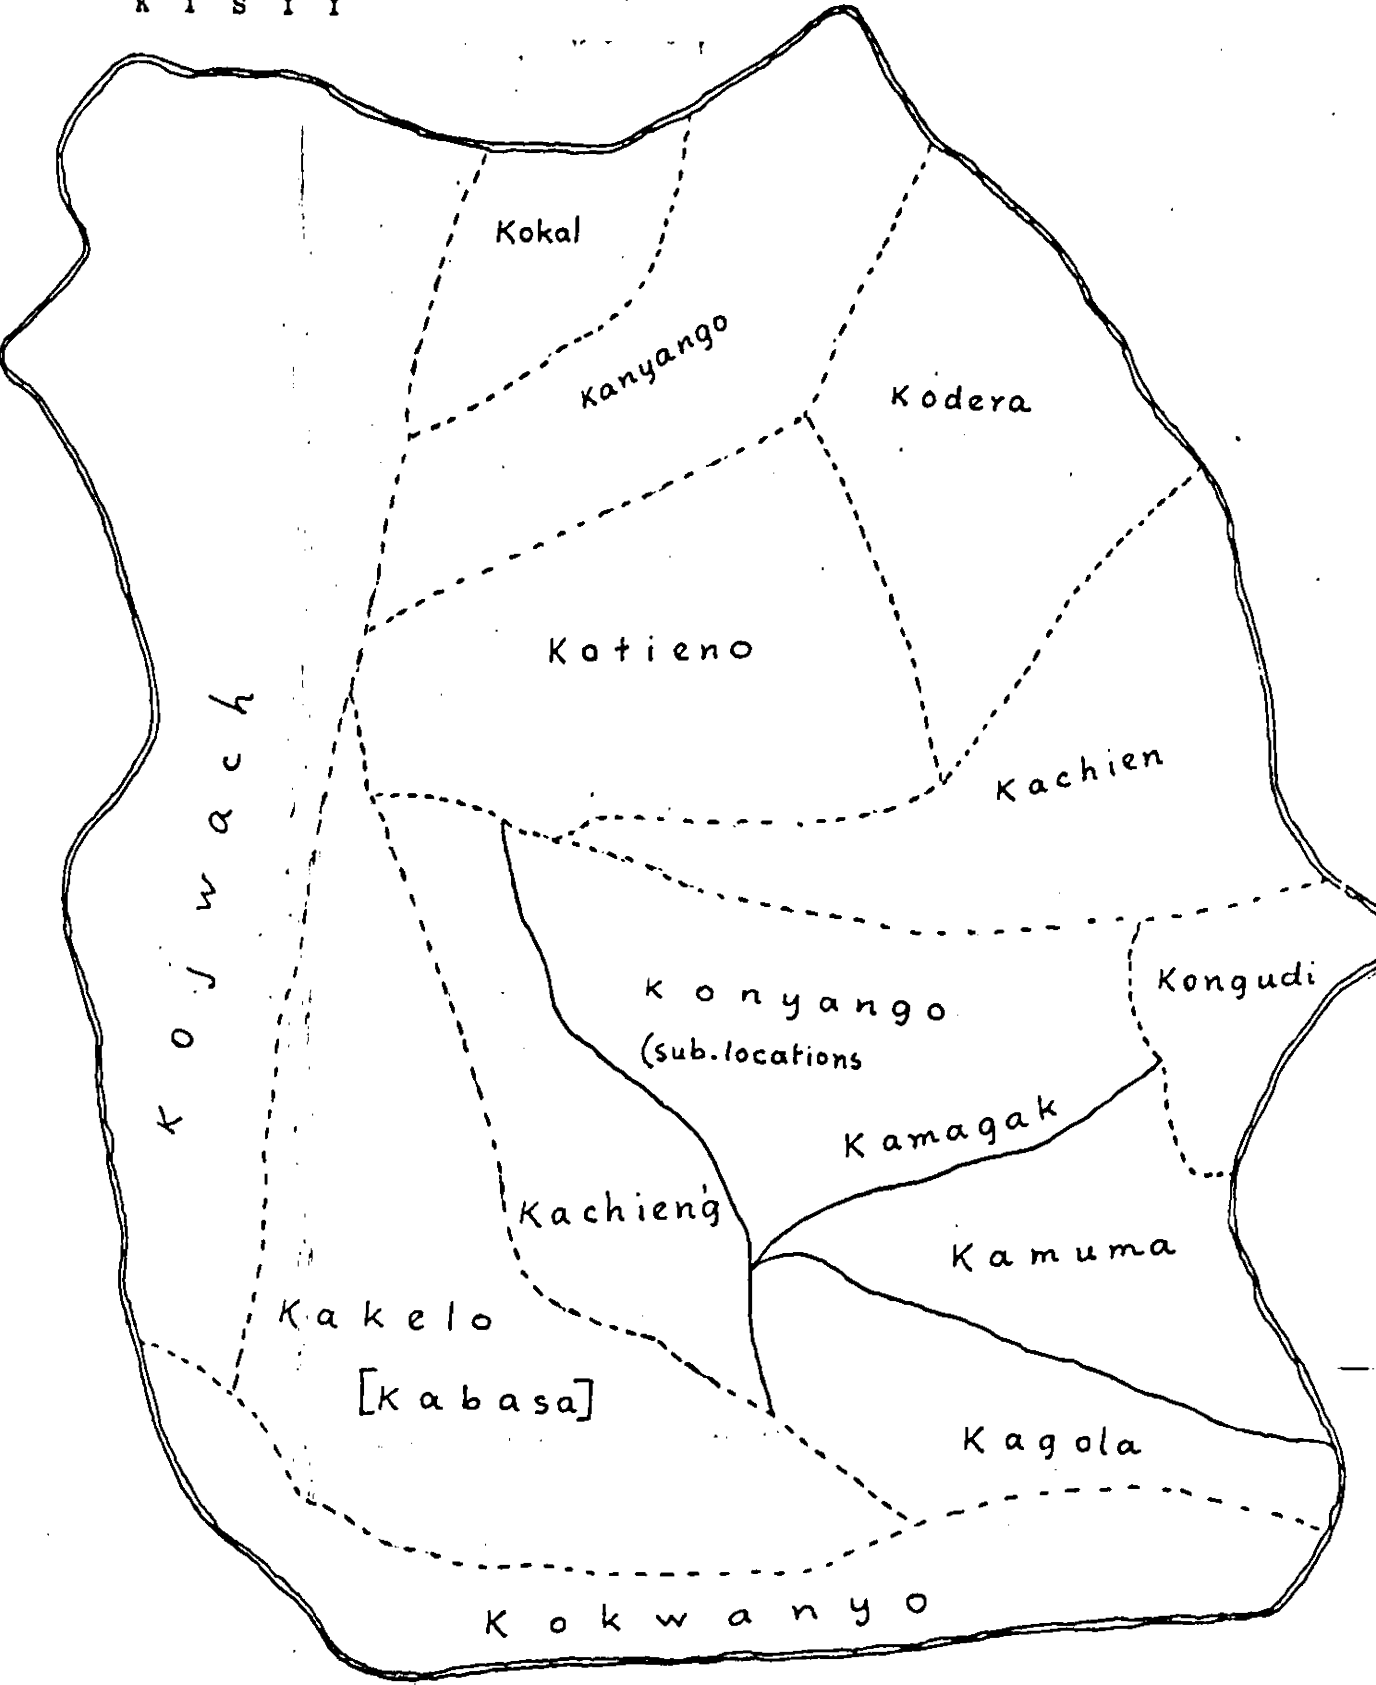 K I S I I
Kokal
Kanyango
Kodera
Kotieno
Kachien
Kojwach
Konyango
(sub.locations
Kongudi
Kamagak
Kachieng
Kamuma
Kakelo
[Kabasa]
Kagola
Kokwanyo